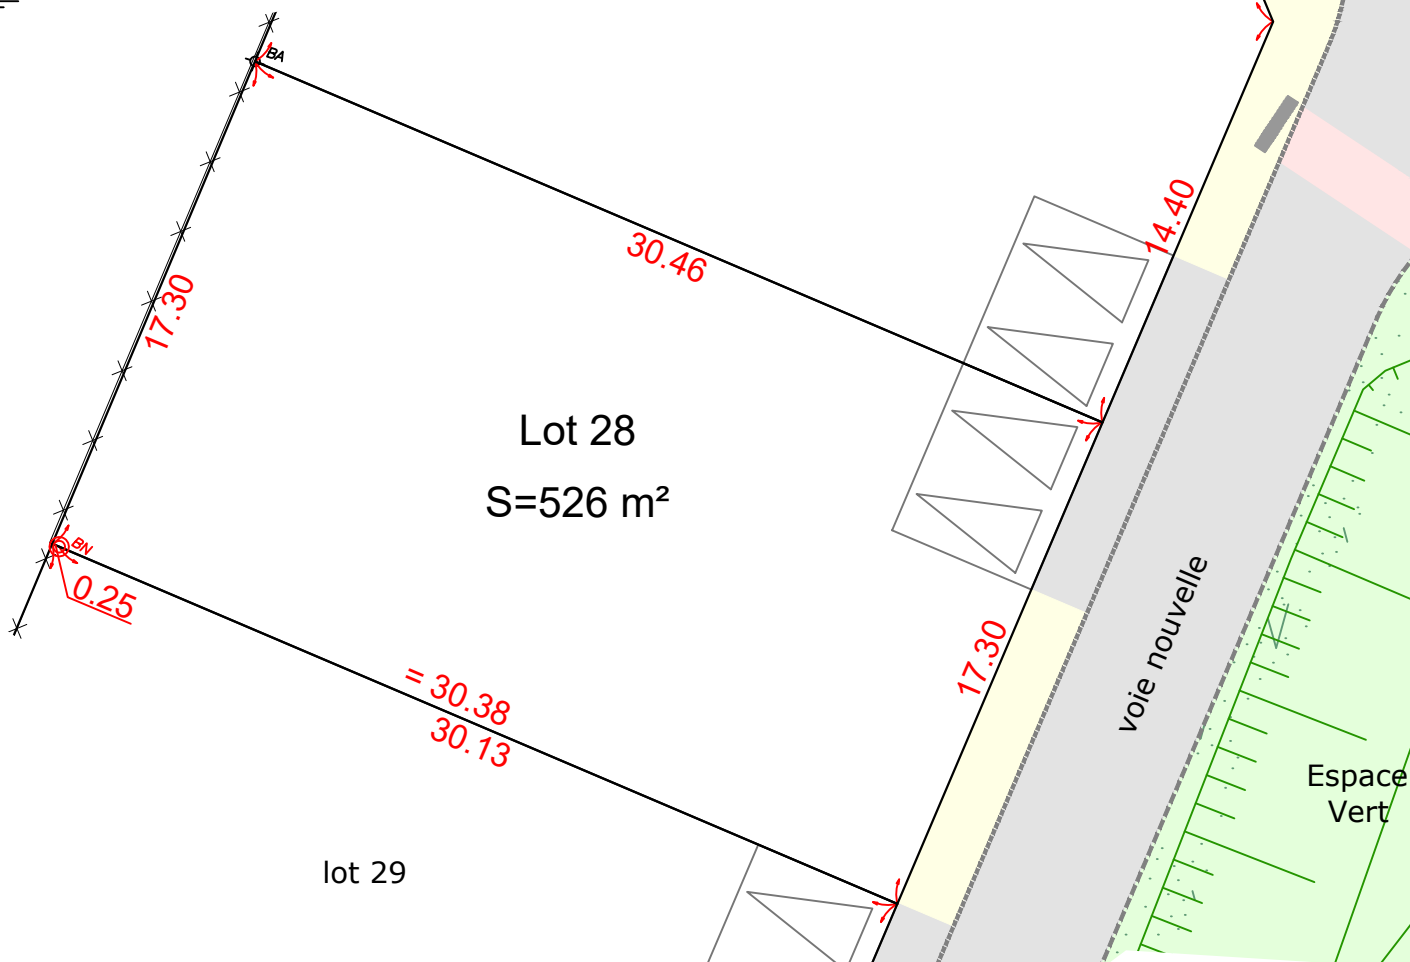 BA
14.40
30.46
17.30
Lot 28
S=526 m²
BN
0.25
voie nouvelle
17.30
= 30.38
30.13
Espace
Vert
lot 29